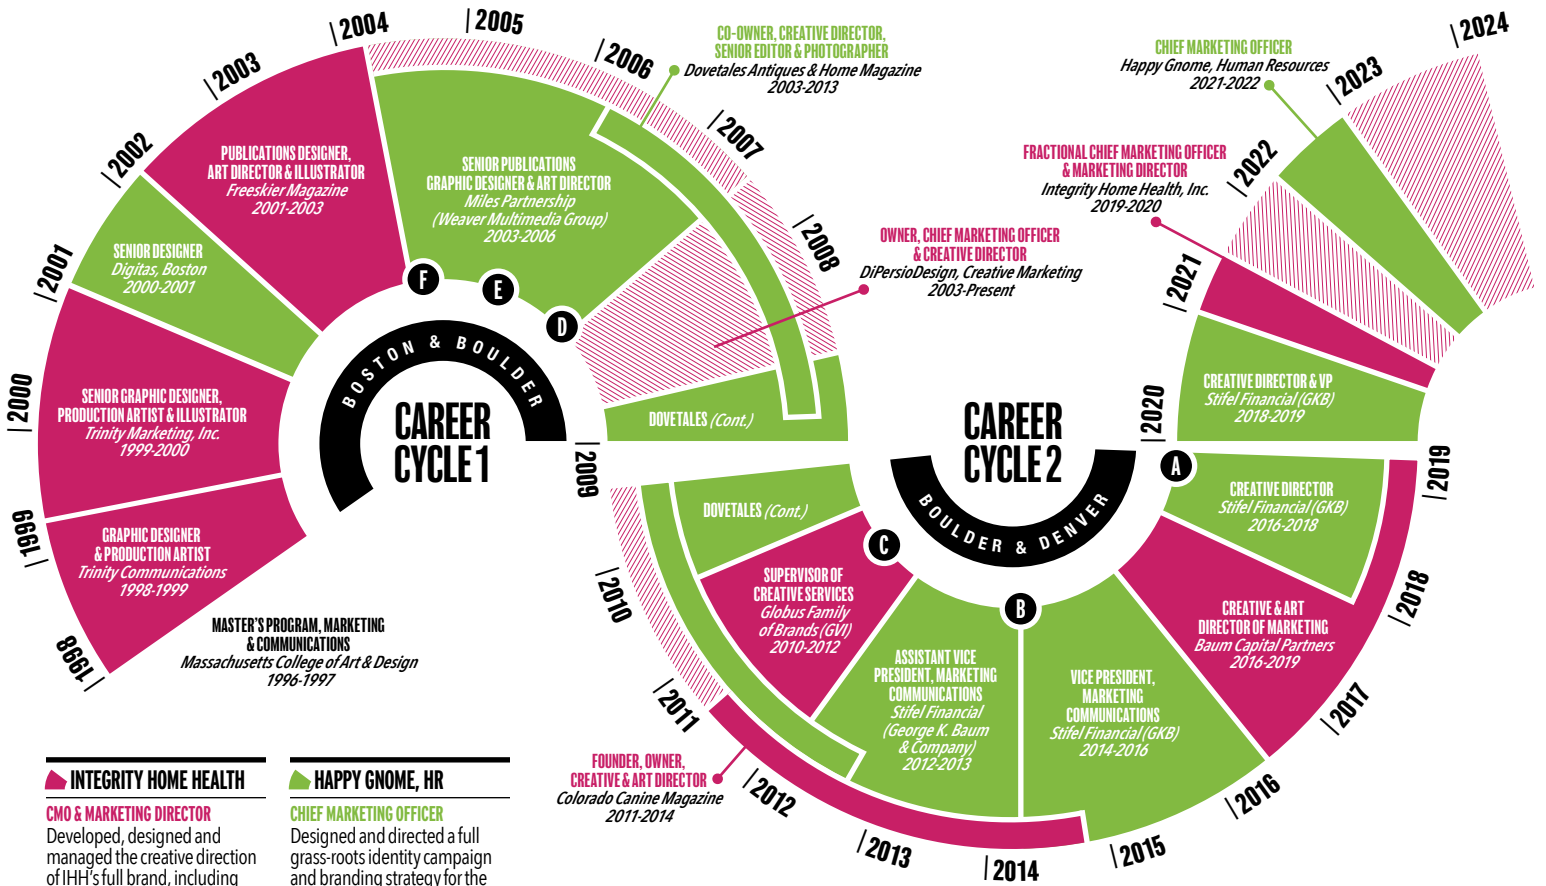 2004
2005
2006
2003
2007
2002
2008
2001
2000
2009
1999
1998
CO-OWNER, CREATIVE DIRECTOR,
SENIOR EDITOR & PHOTOGRAPHER
Dovetales Antiques & Home Magazine
2003-2013
PUBLICATIONS DESIGNER,
ART DIRECTOR & ILLUSTRATOR
Freeskier Magazine
2001-2003
SENIOR PUBLICATIONS
GRAPHIC DESIGNER & ART DIRECTOR
Miles Partnership
(Weaver Multimedia Group)
2003-2006
SENIOR DESIGNER
Digitas, Boston
2000-2001
OWNER, CHIEF MARKETING OFFICER
& CREATIVE DIRECTOR
DiPersioDesign, Creative Marketing
2003-Present
F
E
D
BOSTON & BOULDER
CAREER
CYCLE 1
SENIOR GRAPHIC DESIGNER,
PRODUCTION ARTIST & ILLUSTRATOR
Trinity Marketing, Inc.
1999-2000
DOVETALES (Cont.)
GRAPHIC DESIGNER
& PRODUCTION ARTIST
Trinity Communications
1998-1999
MASTER'S PROGRAM, MARKETING
& COMMUNICATIONS
Massachusetts College of Art & Design
1996-1997
2024
2023
2022
2021
2020
2019
2018
2017
2016
2015
2014
2013
2012
2011
2010
CHIEF MARKETING OFFICER
Happy Gnome, Human Resources
2021-2022
FRACTIONAL CHIEF MARKETING OFFICER
& MARKETING DIRECTOR
Integrity Home Health, Inc.
2019-2020
CREATIVE DIRECTOR & VP
Stifel Financial (GKB)
2018-2019
CAREER
CYCLE 2
BOULDER & DENVER
A
B
C
CREATIVE DIRECTOR
Stifel Financial (GKB)
2016-2018
DOVETALES (Cont.)
SUPERVISOR OF
CREATIVE SERVICES
Globus Family
of Brands (GVI)
2010-2012
ASSISTANT VICE
PRESIDENT, MARKETING
COMMUNICATIONS
Stifel Financial
(George K. Baum
& Company)
2012-2013
VICE PRESIDENT,
MARKETING
COMMUNICATIONS
Stifel Financial (GKB)
2014-2016
CREATIVE & ART
DIRECTOR OF MARKETING
Baum Capital Partners
2016-2019
FOUNDER, OWNER,
CREATIVE & ART DIRECTOR
Colorado Canine Magazine
2011-2014
INTEGRITY HOME HEALTH
CMO & MARKETING DIRECTOR
Developed, designed and
managed the creative direction
of IHH's full brand, including
HAPPY GNOME, HR
CHIEF MARKETING OFFICER
Designed and directed a full
grass-roots identity campaign
and branding strategy for the